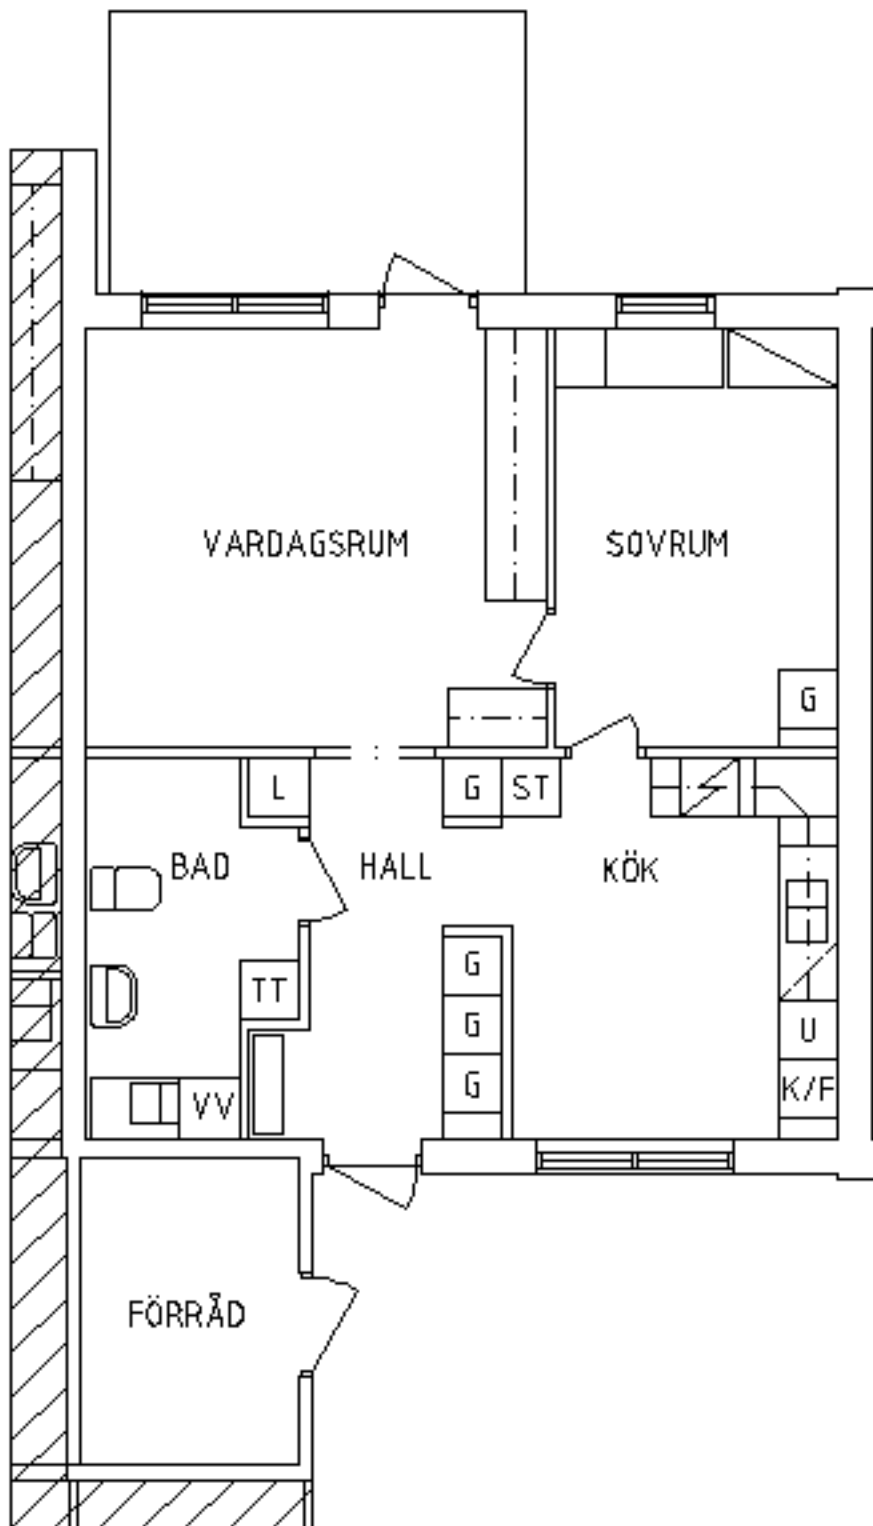 VARDAGSRUM
SOVRUM
G
L
G
ST
BAD
HALL
KÖK
G
TT
G
U
G
K/F
VV
FÖRRÅD